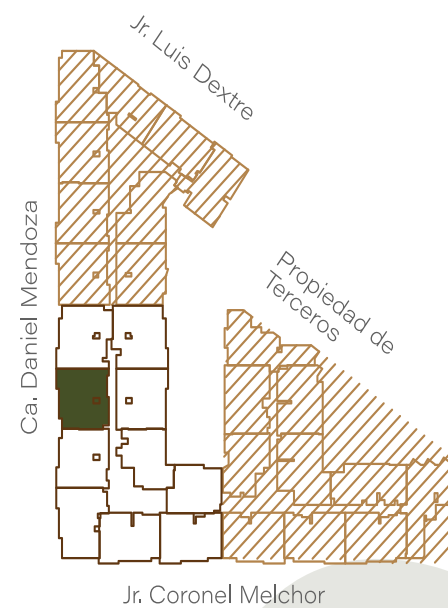 Jr. Luis Dextre
Ca. Daniel Mendoza
Propiedad de
Terceros
Jr. Coronel Melchor